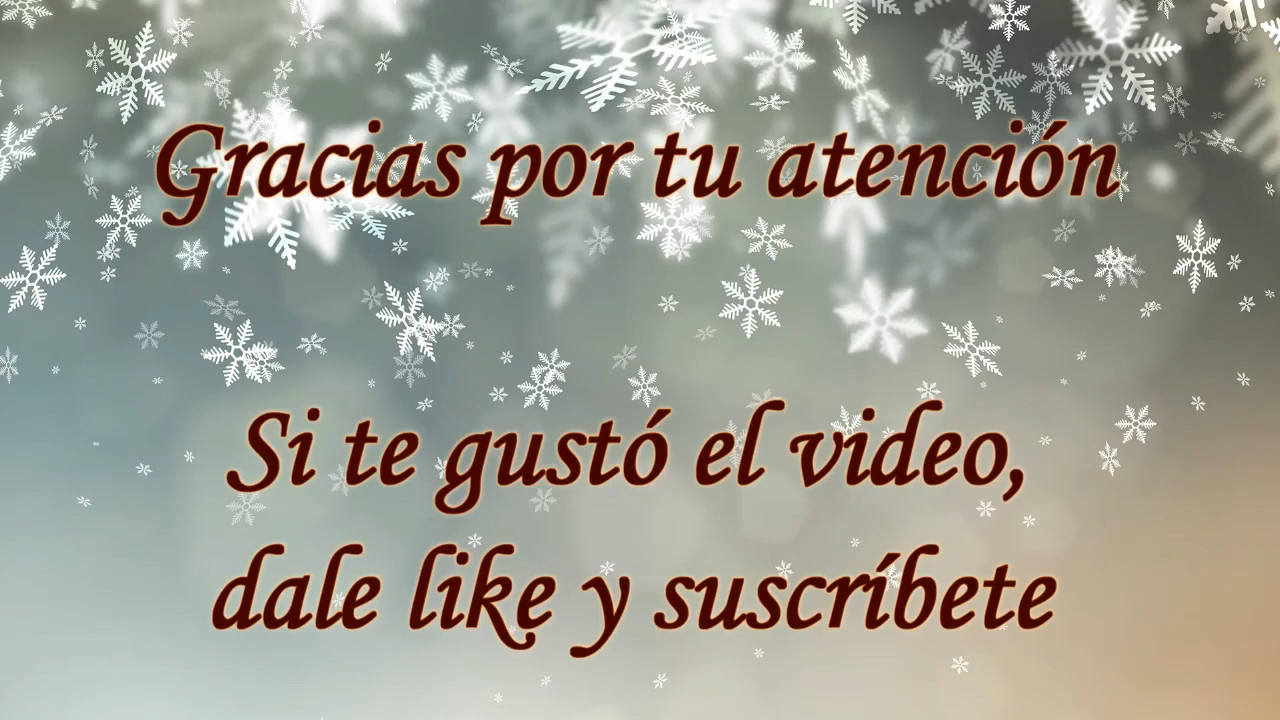 Gracias por tu atención
Si te gustó el video,
dale like y suscríbete